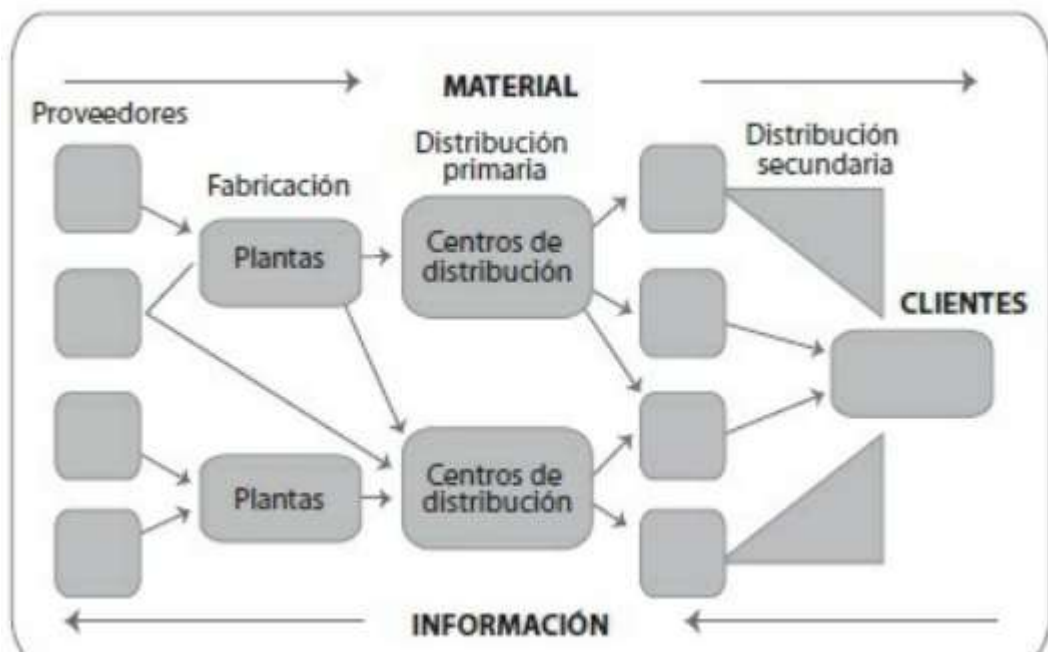 MATERIAL
Proveedores
Distribución
primaria
Distribución
secundaria
Fabricación
Plantas
Centros de
distribución
CLIENTES
Plantas
Centros de
distribución
INFORMACIÓN